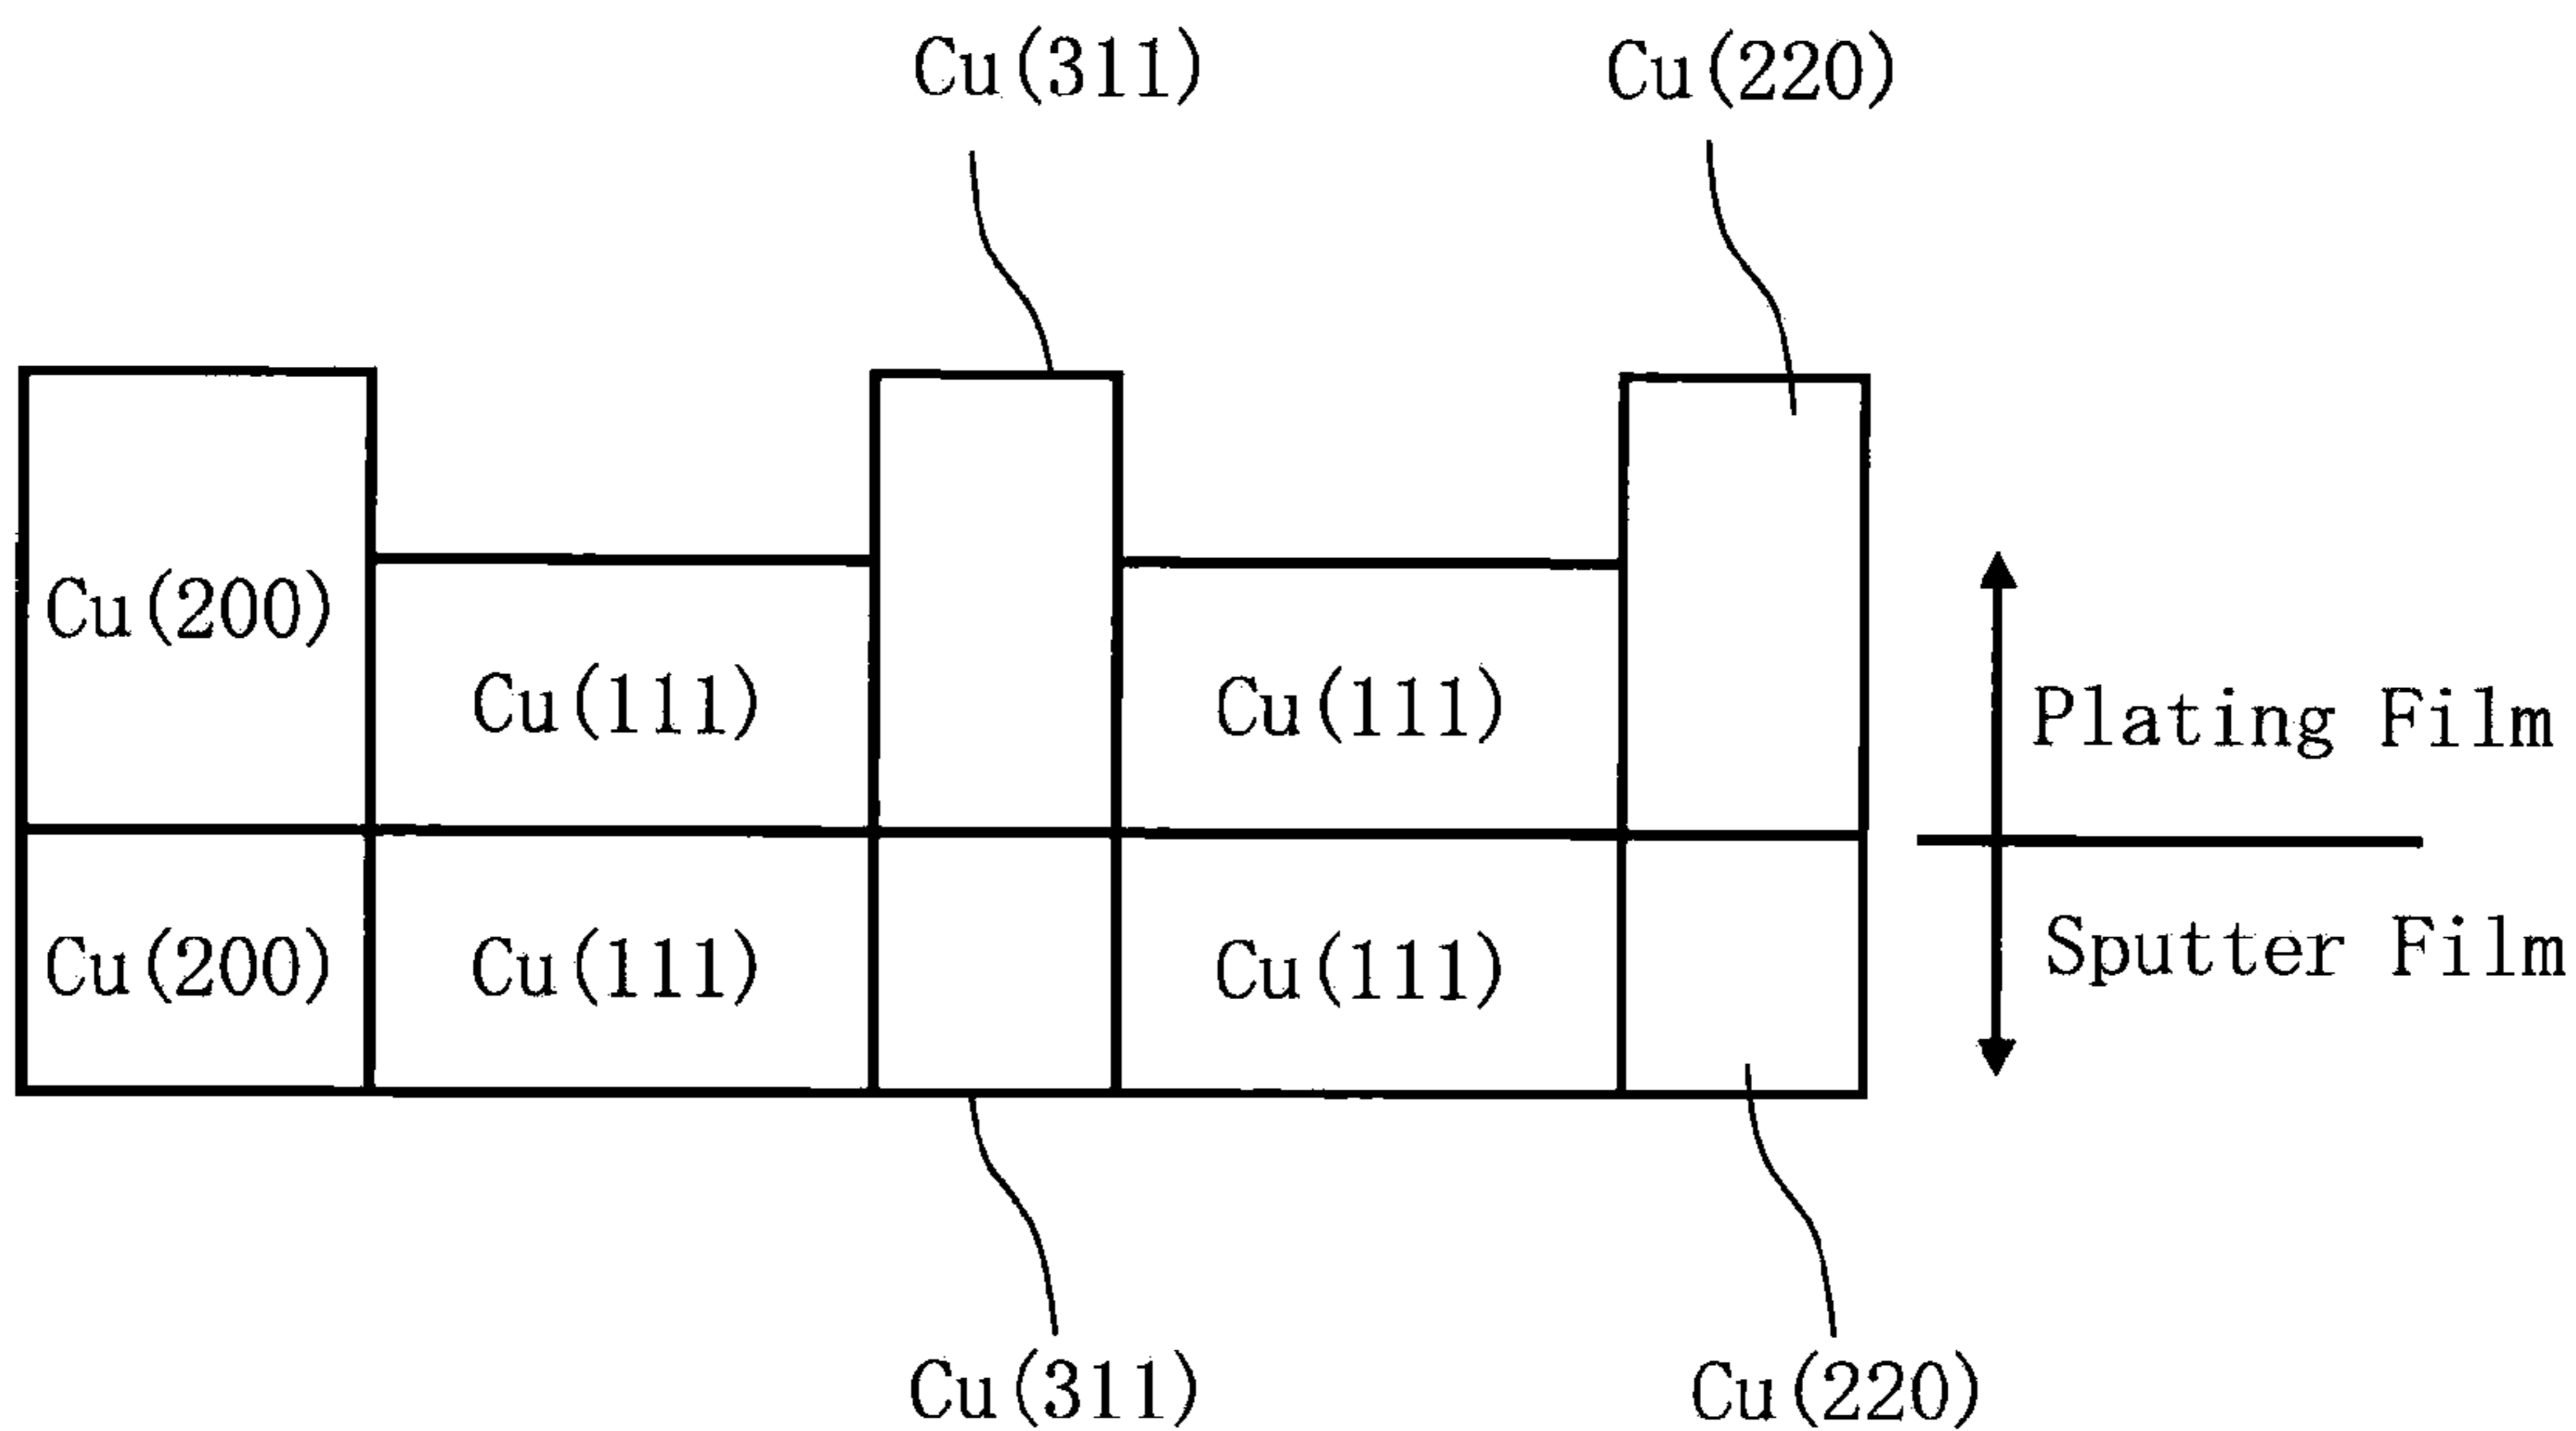 Cu(311)
Cu(220)
Cu(200)
Cu(111)
Cu(111)
Plating Film
Cu(200)
Cu(111)
Cu(111)
Sputter Film
Cu(311)
Cu(220)